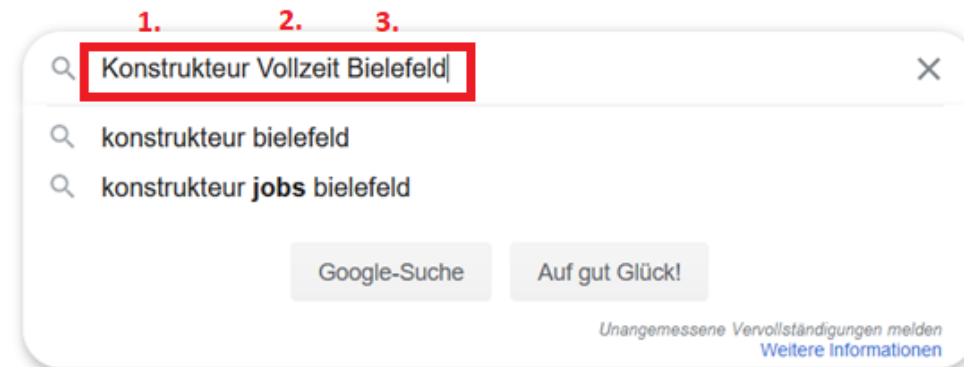 1. 2. 3.
Konstrukteur Vollzeit Bielefeld
konstrukteur bielefeld
konstrukteur jobs bielefeld
Google-Suche Auf gut Glück!
Unangemessene Vervollständigungen melden
Weitere Informationen